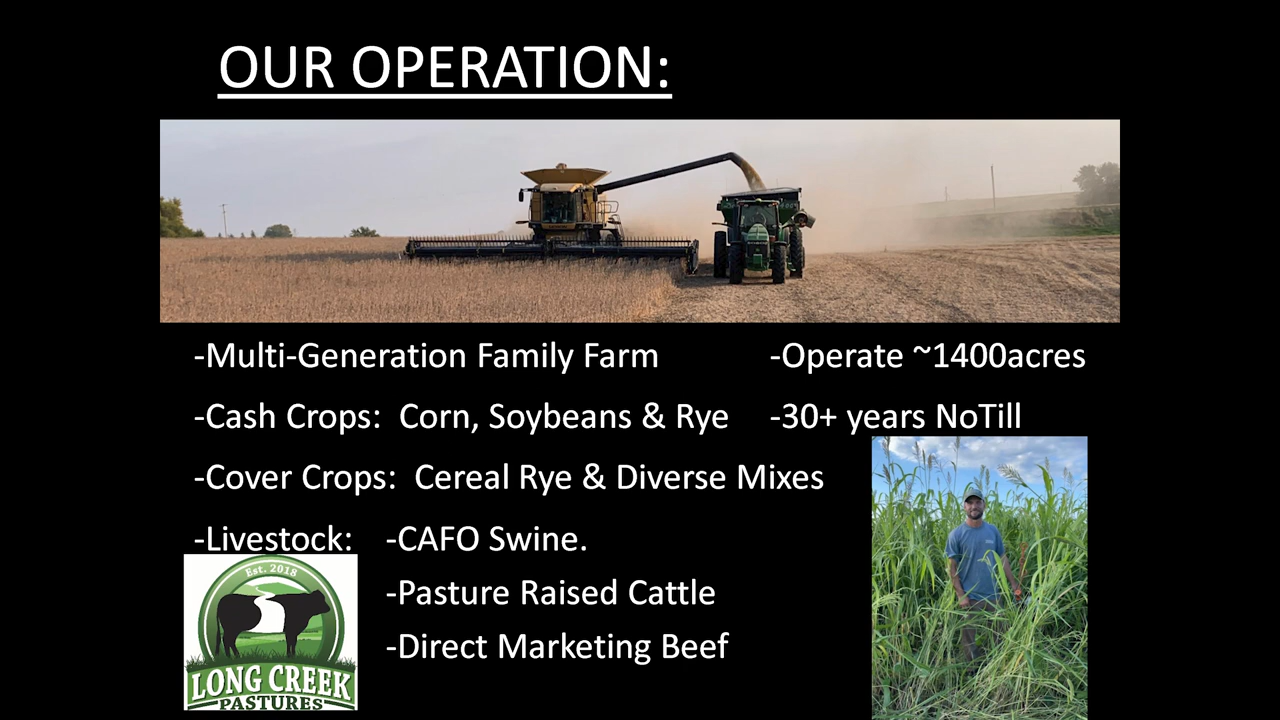 OUR OPERATION:
-Multi-Generation Family Farm
-Operate ~1400acres
-Cash Crops:  Corn, Soybeans & Rye
-30+ years NoTill
-Cover Crops:  Cereal Rye & Diverse Mixes
-Livestock:
-CAFO Swine.
-Pasture Raised Cattle
-Direct Marketing Beef
Est. 2018
LONG CREEK
PASTURES